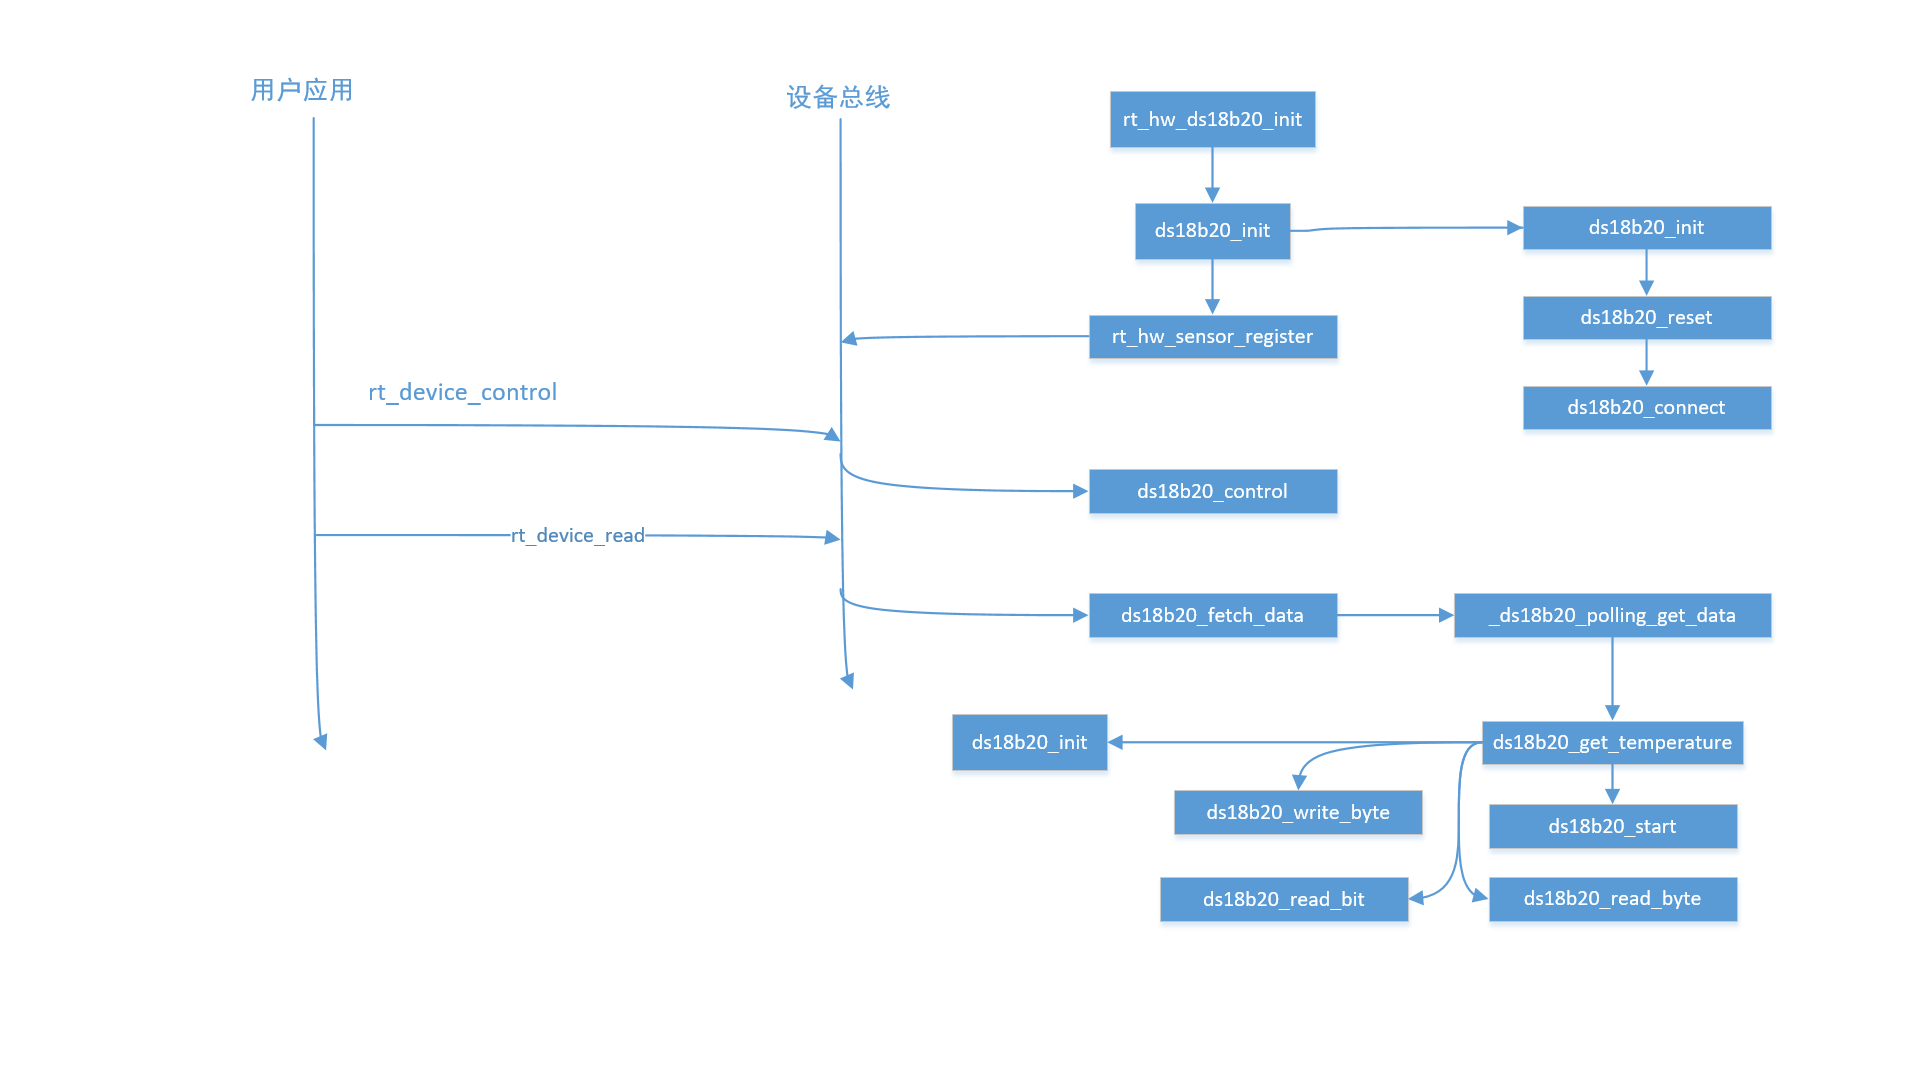 用户应用
设备总线
rt_hw_ds18b20_init
ds18b20_init
ds18b20_init
ds18b20_reset
rt_hw_sensor_register
rt_device_control
ds18b20_connect
ds18b20_control
rt_device_read
ds18b20_fetch_data
_ds18b20_polling_get_data
ds18b20_init
ds18b20_get_temperature
ds18b20_write_byte
ds18b20_start
ds18b20_read_bit
ds18b20_read_byte